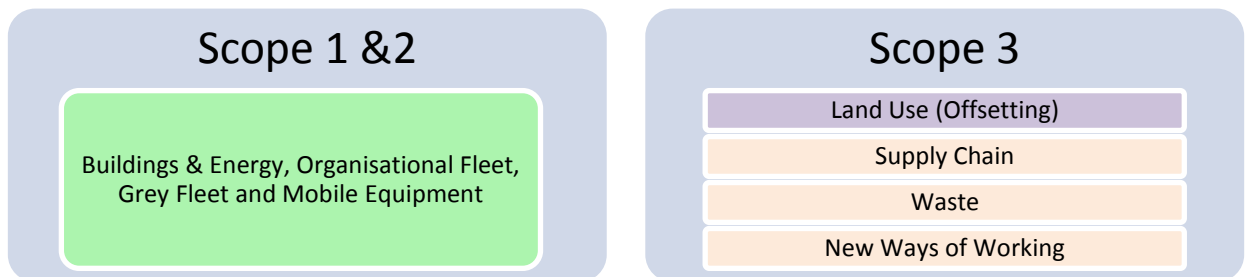 Scope 1 &2
Buildings & Energy, Organisational Fleet,
Grey Fleet and Mobile Equipment
Scope 3
Land Use (Offsetting)
Supply Chain
Waste
New Ways of Working